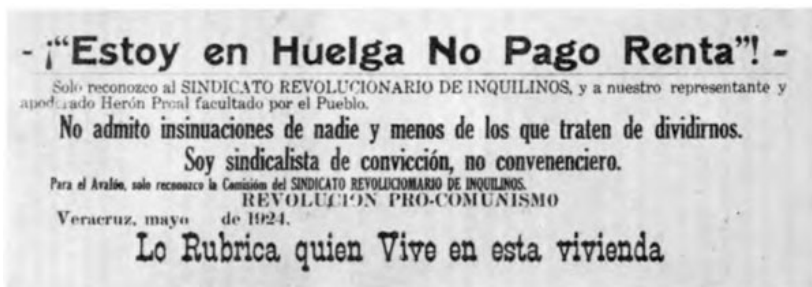 - ¡“Estoy en Huelga No Pago Renta”! -
Solo reconozco al SINDICATO REVOLUCIONARIO DE INQUILINOS, y a nuestro representante y
apoderado Herón Proal facultado por el Pueblo.
No admito insinuaciones de nadie y menos de los que traten de dividirnos.
Soy sindicalista de convicción, no convenenciero.
Para el Avalúo, solo reconozco la Comisión del SINDICATO REVOLUCIOMARIO DE INQUILINOS.
REVOLUCION PRO-COMUNISMO
Veracruz, mayo de 1924.
Lo Rubrica quien Vive en esta vivienda